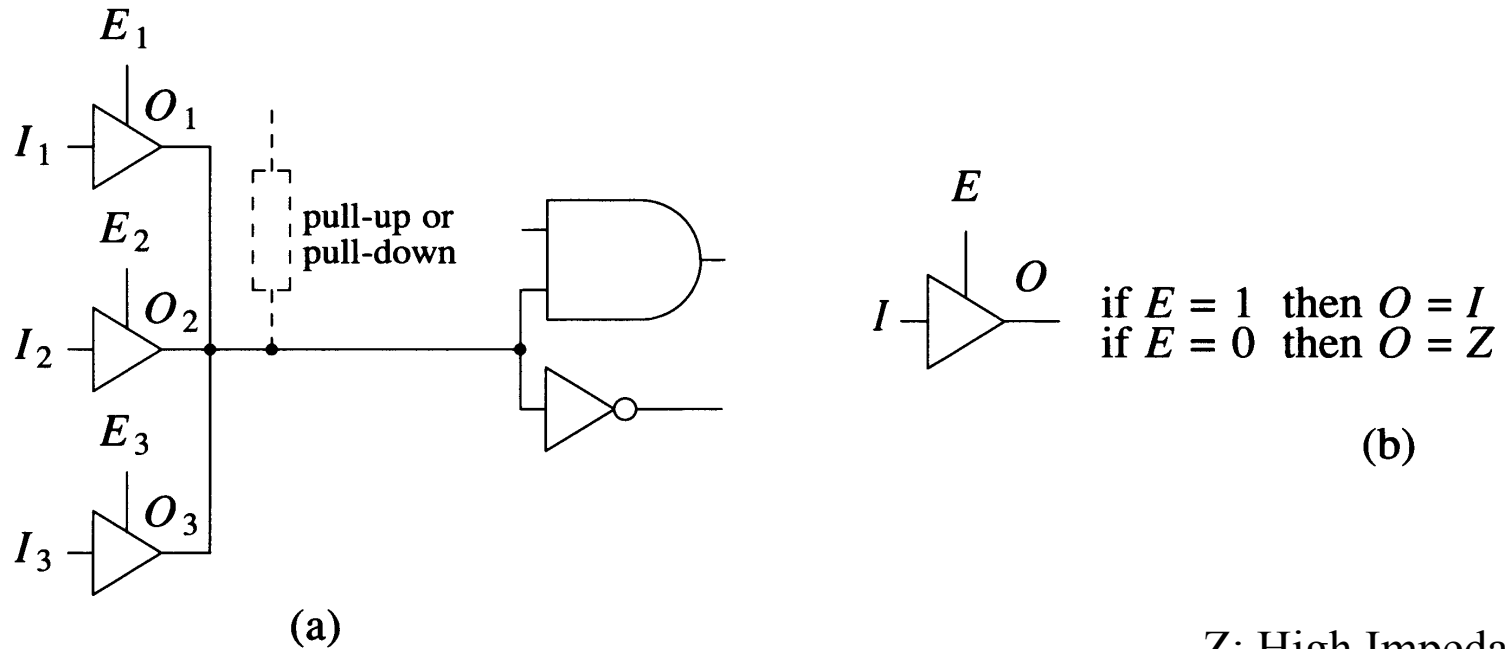 E1
O1
I1
pull-up or
pull-down
E2
O2
I2
E3
O3
I3
(a)
E
O
I
if E = 1 then O = I
if E = 0 then O = Z
(b)
Z: High